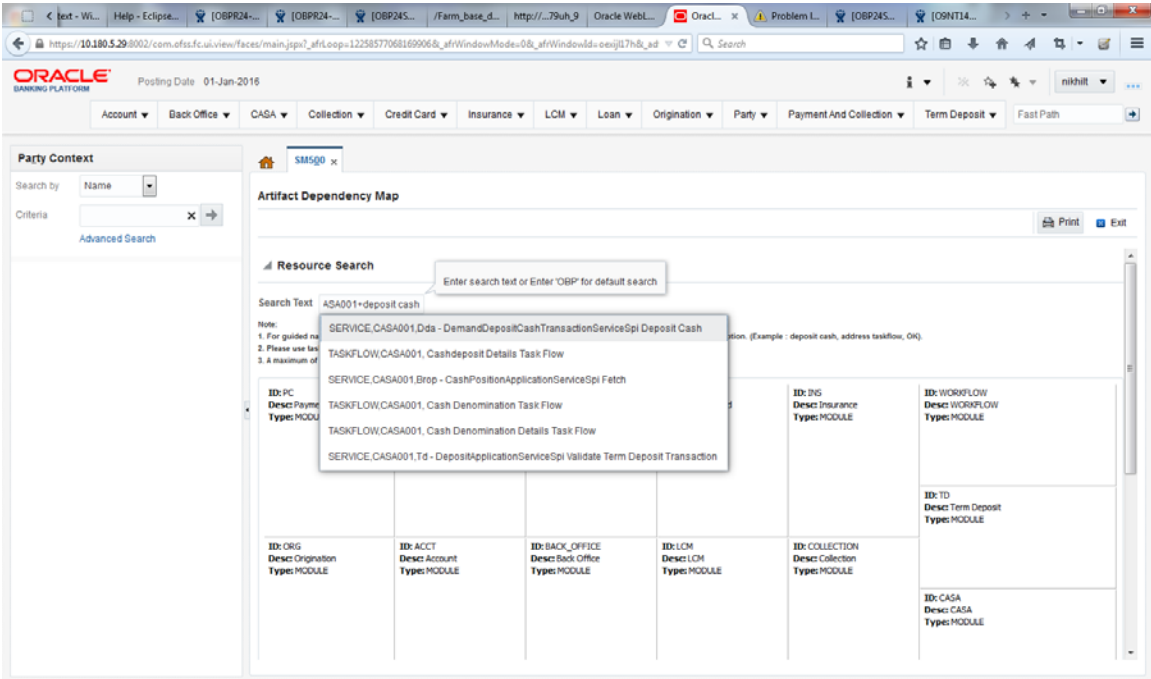 text - Wi... Help - Eclipse... [OBPR24-... [OBPR24-... [OBP24S... /Farm_base_d... http://...79uh_9 Oracle WebL... Oracl... x Problem L... [OBP24S... [O9NT14...
https://10.180.5.29:8002/com.ofss.fc.ui.view/faces/main.jspx?_afrLoop=12258577068169906&_afrWindowMode=0&_afrWindowId=oexijl17h&_ad Search
ORACLE
BANKING PLATFORM
Posting Date 01-Jan-2016
nikhilt
Account Back Office CASA Collection Credit Card Insurance LCM Loan Origination Party Payment And Collection Term Deposit Fast Path
Party Context
Search by Name
Criteria
Advanced Search
SM500 x
Artifact Dependency Map
Print Exit
Resource Search
Enter search text or Enter 'OBP' for default search
Search Text ASA001+deposit cash
Note:
1. For guided na
ption. (Example : deposit cash, address taskflow, OK).
2. Please use tas
3. A maximum of
SERVICE,CASA001,Dda - DemandDepositCashTransactionServiceSpi Deposit Cash
TASKFLOW,CASA001, Cashdeposit Details Task Flow
SERVICE,CASA001,Brop - CashPositionApplicationServiceSpi Fetch
TASKFLOW,CASA001, Cash Denomination Task Flow
TASKFLOW,CASA001, Cash Denomination Details Task Flow
SERVICE,CASA001,Td - DepositApplicationServiceSpi Validate Term Deposit Transaction
ID: PC
Desc: Payme
Type: MODU
ID: INS
Desc: Insurance
Type: MODULE
ID: WORKFLOW
Desc: WORKFLOW
Type: MODULE
ID: TD
Desc: Term Deposit
Type: MODULE
ID: ORG
Desc: Origination
Type: MODULE
ID: ACCT
Desc: Account
Type: MODULE
ID: BACK_OFFICE
Desc: Back Office
Type: MODULE
ID: LCM
Desc: LCM
Type: MODULE
ID: COLLECTION
Desc: Collection
Type: MODULE
ID: CASA
Desc: CASA
Type: MODULE